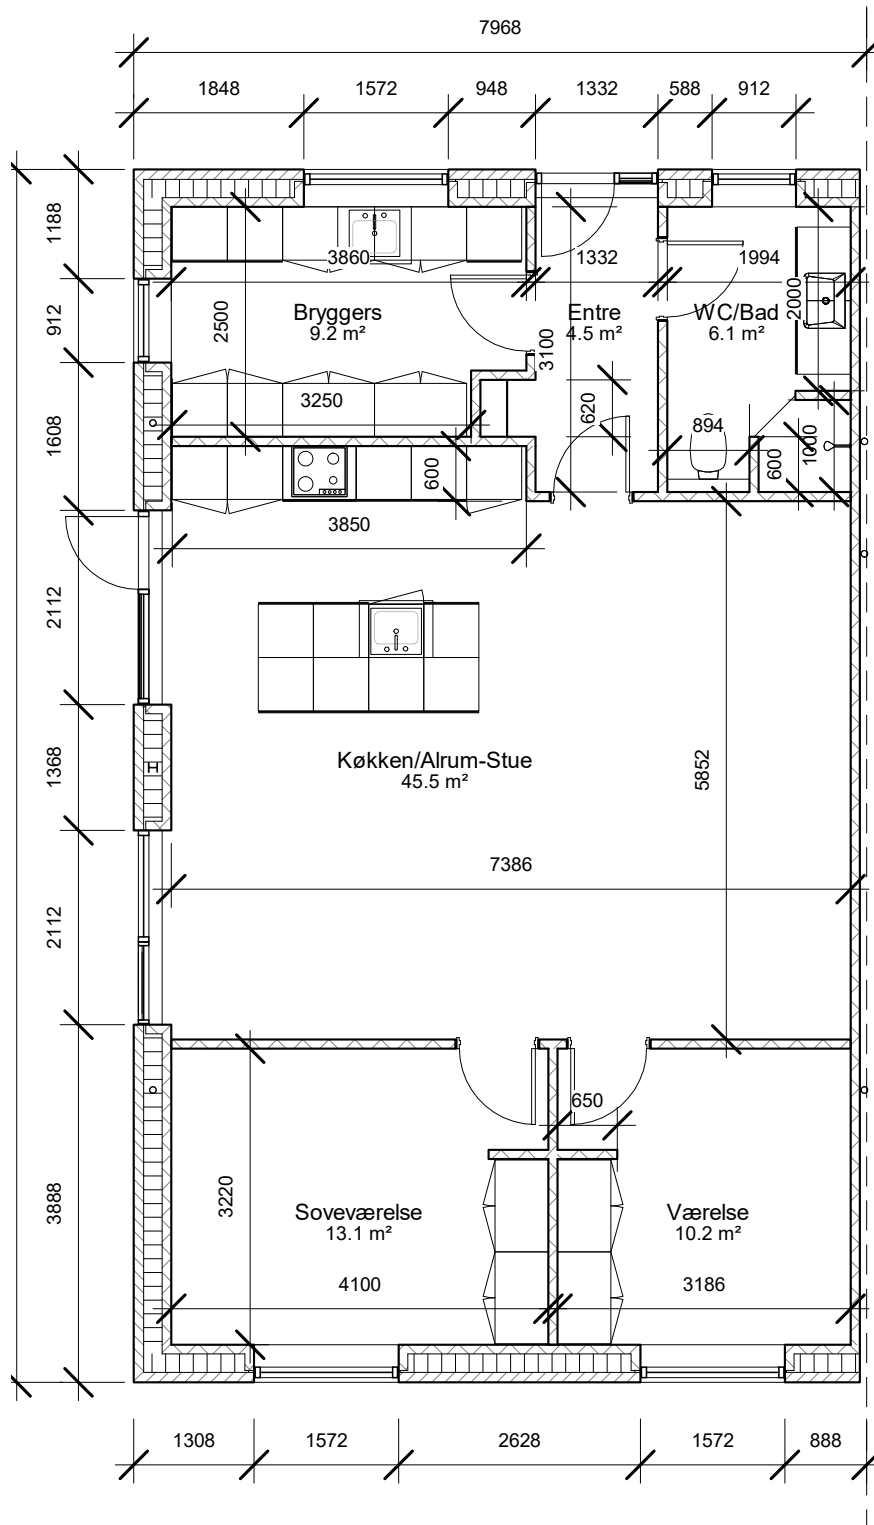 7968
1848 1572 948 1332 588 912
1188
912
1608
2112
1368
2112
3888
3860 1332 1994
Bryggers
9.2 m²
Entre
4.5 m²
WC/Bad
6.1 m²
2500
3100
2000
3250
620
894
600
1000
600
3850
Køkken/Alrum-Stue
45.5 m²
5852
7386
650
3220
Soveværelse
13.1 m²
Værelse
10.2 m²
4100 3186
1308 1572 2628 1572 888